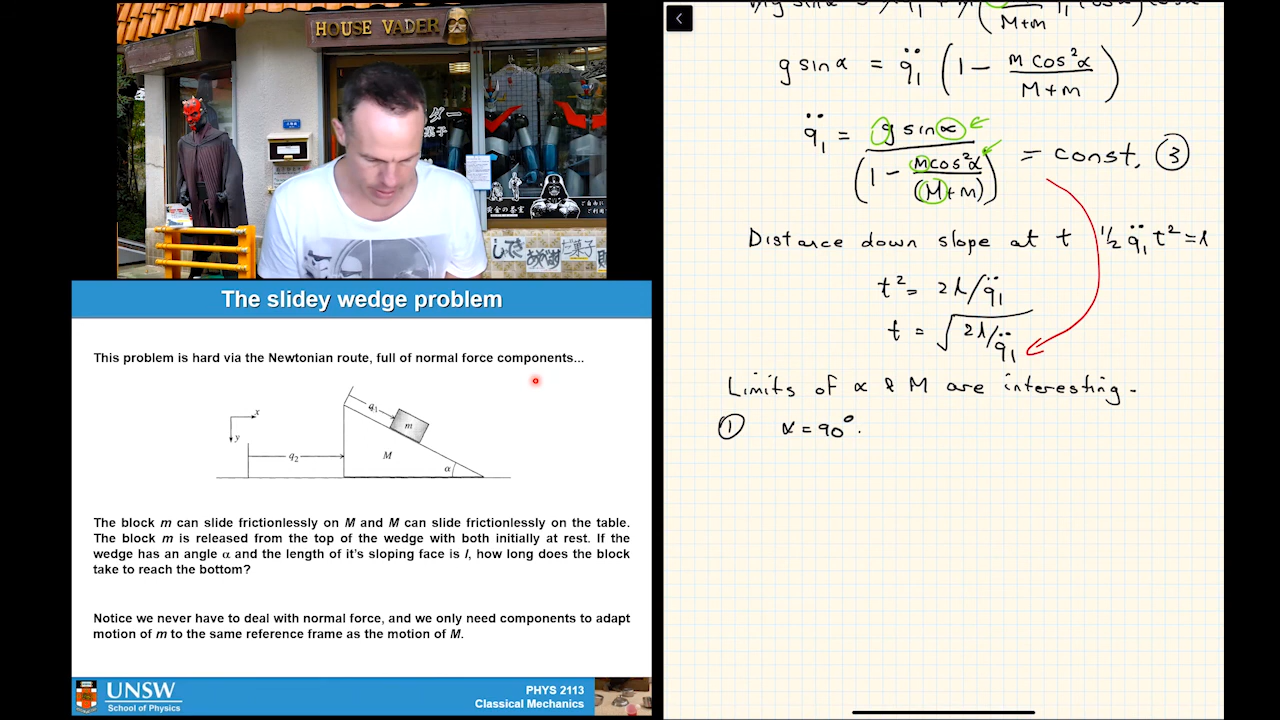 HOUSE VADER
The slidey wedge problem
This problem is hard via the Newtonian route, full of normal force components...
x
y
q₁
m
q₂
M
α
The block m can slide frictionlessly on M and M can slide frictionlessly on the table.
The block m is released from the top of the wedge with both initially at rest. If the
wedge has an angle α and the length of it's sloping face is l, how long does the block
take to reach the bottom?
Notice we never have to deal with normal force, and we only need components to adapt
motion of m to the same reference frame as the motion of M.
UNSW
School of Physics
PHYS 2113
Classical Mechanics
g sin α = q̈₁ (1 − m cos²α / M+m)
q̈₁ = g sin α / (1 − m cos²α / (M+m)) = const. ③
Distance down slope at t ½ q̈₁ t² = l
t² = 2l/q̈₁
t = √(2l/q̈₁)
Limits of α & M are interesting -
① α = 90°.